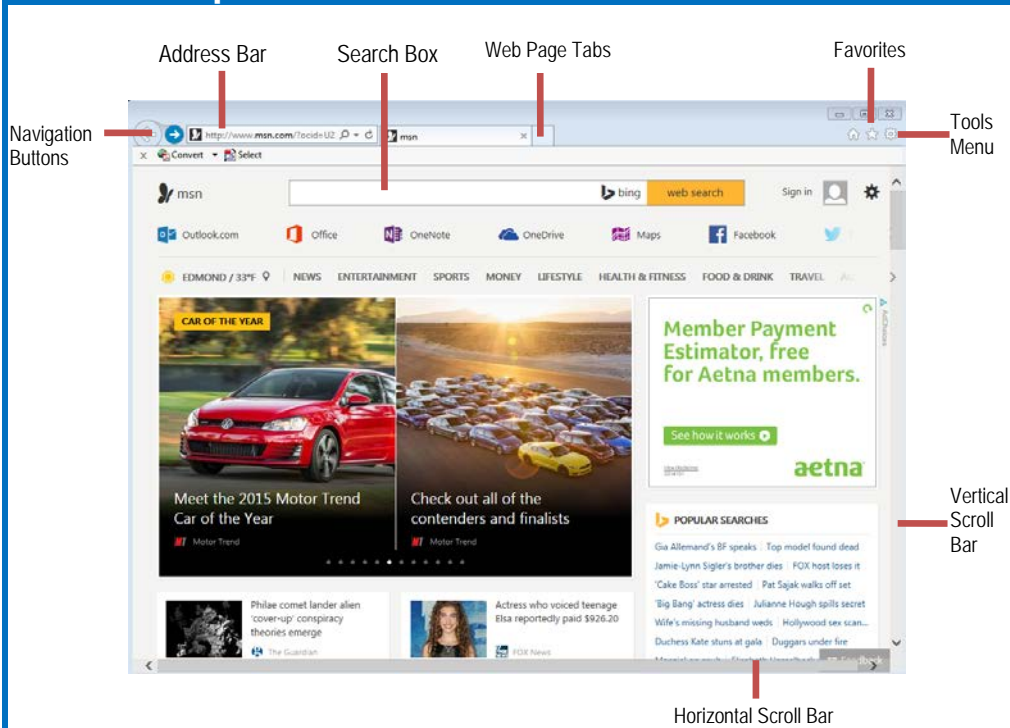 Address Bar
Search Box
Web Page Tabs
Favorites
Navigation
Buttons
Tools
Menu
http://www.msn.com/?ocid=U2
msn
x Convert Select
msn
bing
web search
Sign in
Outlook.com
Office
OneNote
OneDrive
Maps
Facebook
EDMOND / 33°F
NEWS ENTERTAINMENT SPORTS MONEY LIFESTYLE HEALTH & FITNESS FOOD & DRINK TRAVEL
CAR OF THE YEAR
Meet the 2015 Motor Trend
Car of the Year
MT Motor Trend
Check out all of the
contenders and finalists
MT Motor Trend
Member Payment
Estimator, free
for Aetna members.
See how it works
aetna
AdChoices
Vertical
Scroll
Bar
POPULAR SEARCHES
Gia Allemand's BF speaks Top model found dead
Jamie-Lynn Sigler's brother dies FOX host loses it
'Cake Boss' star arrested Pat Sajak walks off set
'Big Bang' actress dies Julianne Hough spills secret
Wife's missing husband weds Hollywood sex scan...
Duchess Kate stuns at gala Duggars under fire
Feedback
Philae comet lander alien
'cover-up' conspiracy
theories emerge
The Guardian
Actress who voiced teenage
Elsa reportedly paid $926.20
FOX News
Horizontal Scroll Bar